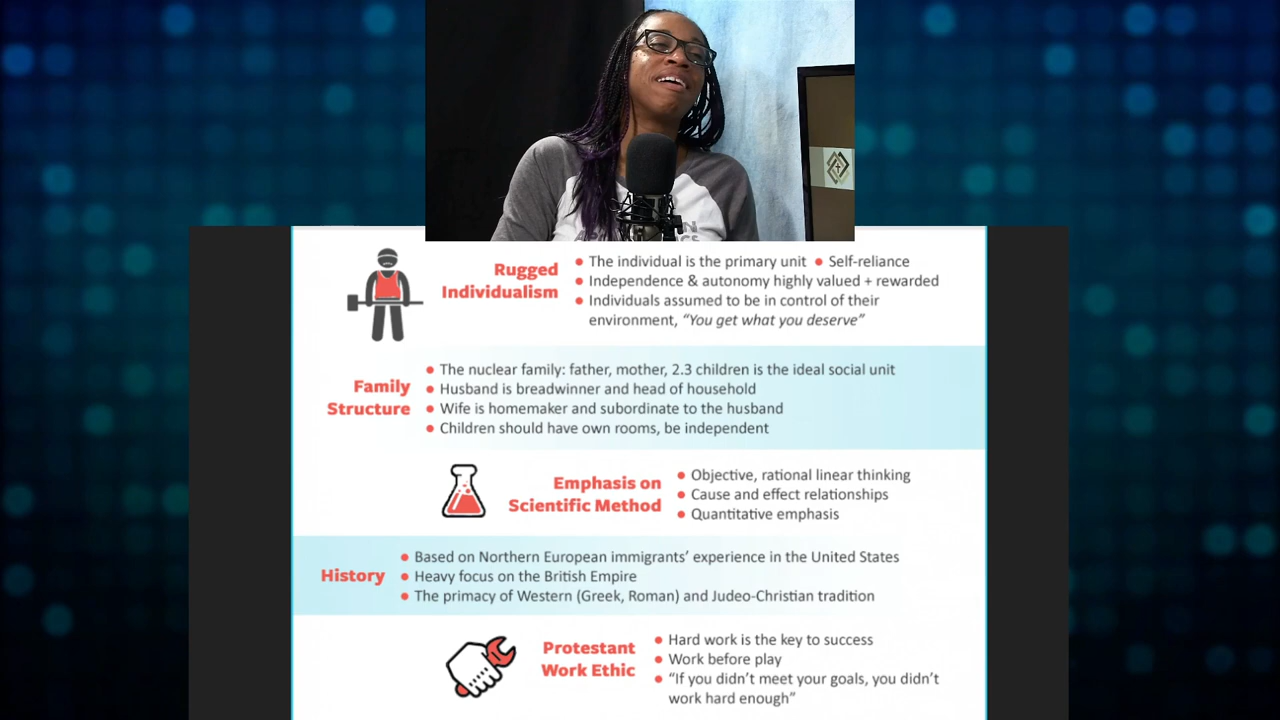 Rugged
Individualism
• The individual is the primary unit • Self-reliance
• Independence & autonomy highly valued + rewarded
• Individuals assumed to be in control of their
environment, “You get what you deserve”
Family
Structure
• The nuclear family: father, mother, 2.3 children is the ideal social unit
• Husband is breadwinner and head of household
• Wife is homemaker and subordinate to the husband
• Children should have own rooms, be independent
Emphasis on
Scientific Method
• Objective, rational linear thinking
• Cause and effect relationships
• Quantitative emphasis
History
• Based on Northern European immigrants’ experience in the United States
• Heavy focus on the British Empire
• The primacy of Western (Greek, Roman) and Judeo-Christian tradition
Protestant
Work Ethic
• Hard work is the key to success
• Work before play
• “If you didn’t meet your goals, you didn’t
work hard enough”